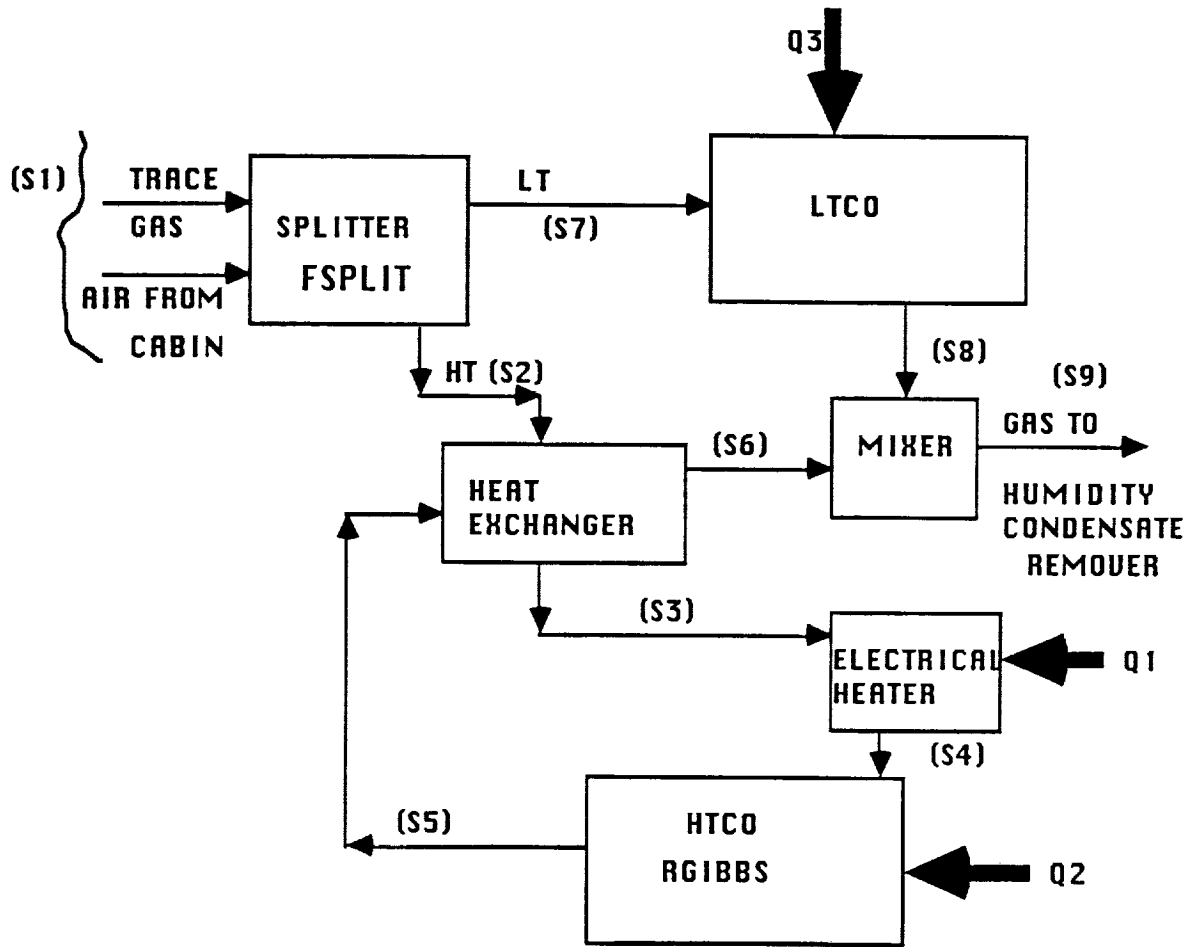 Q3
(S1)
TRACE
GAS
AIR FROM
CABIN
SPLITTER
FSPLIT
LT
(S7)
LTCO
HT (S2)
(S8)
(S9)
GAS TO
HUMIDITY
CONDENSATE
REMOVER
MIXER
(S6)
HEAT
EXCHANGER
(S3)
ELECTRICAL
HEATER
Q1
(S4)
(S5)
HTCO
RGIBBS
Q2